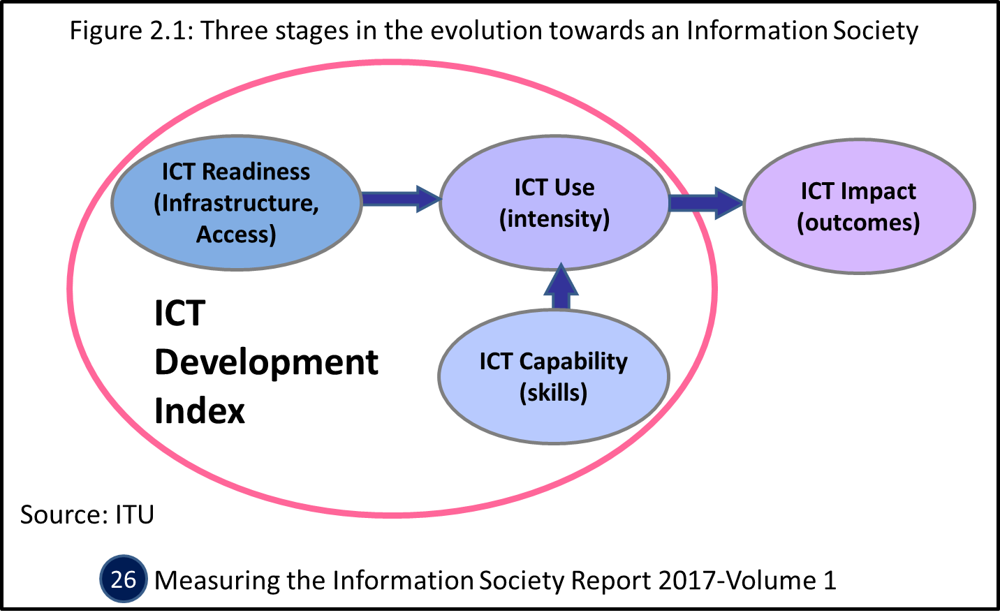 Figure 2.1: Three stages in the evolution towards an Information Society
ICT Readiness
(Infrastructure,
Access)
ICT Use
(intensity)
ICT Impact
(outcomes)
ICT
Development
Index
ICT Capability
(skills)
Source: ITU
26 Measuring the Information Society Report 2017-Volume 1